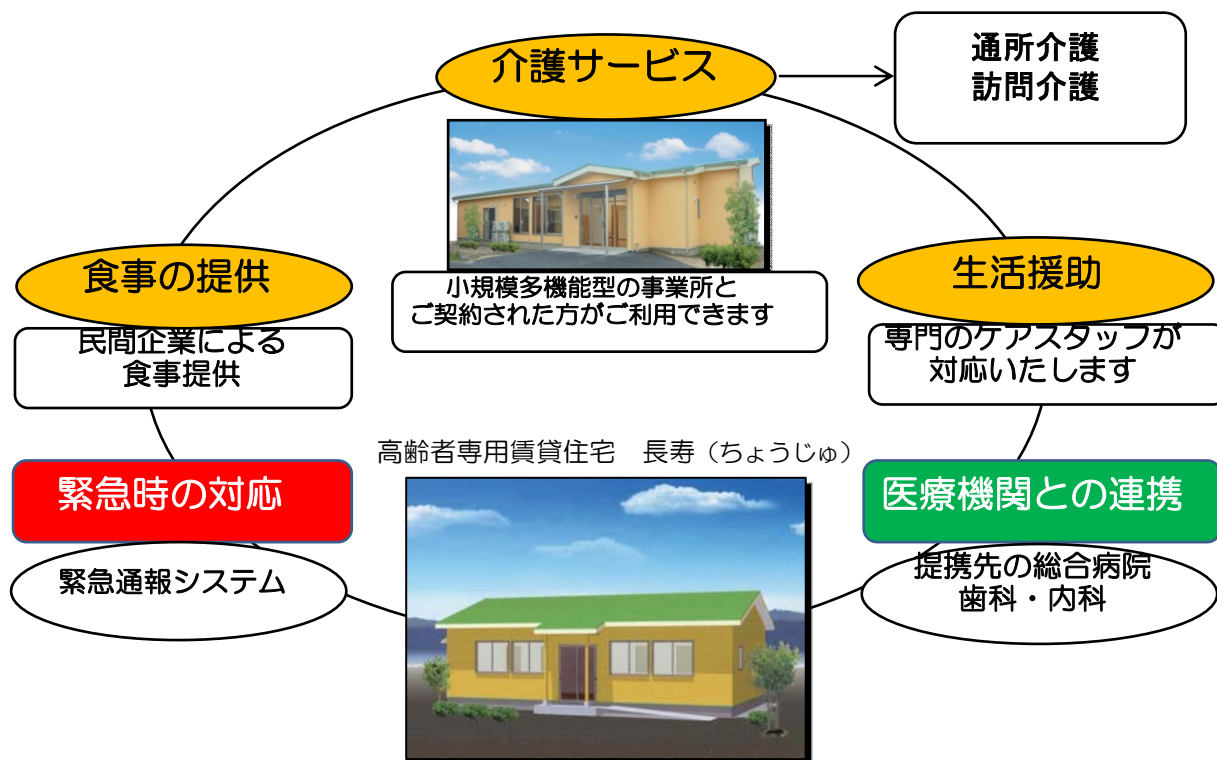 介護サービス
通所介護
訪問介護
小規模多機能型の事業所と
ご契約された方がご利用できます
食事の提供
民間企業による
食事提供
生活援助
専門のケアスタッフが
対応いたします
高齢者専用賃貸住宅　長寿（ちょうじゅ）
緊急時の対応
緊急通報システム
医療機関との連携
提携先の総合病院
歯科・内科